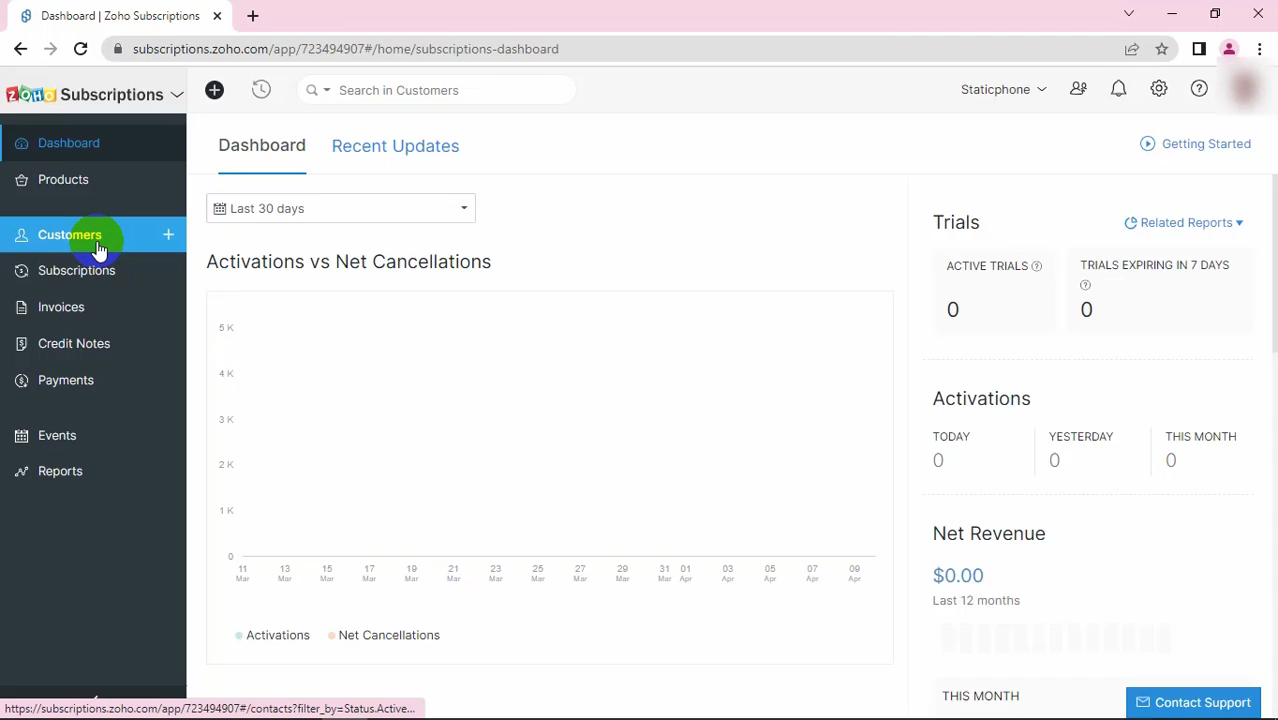 Dashboard | Zoho Subscriptions
subscriptions.zoho.com/app/723494907#/home/subscriptions-dashboard
ZOHO Subscriptions
Search in Customers
Staticphone
Dashboard
Products
Customers
Subscriptions
Invoices
Credit Notes
Payments
Events
Reports
Dashboard
Recent Updates
Getting Started
Last 30 days
Activations vs Net Cancellations
5 K
4 K
3 K
2 K
1 K
0
11 13 15 17 19 21 23 25 27 29 31 01 03 05 07 09
Mar Mar Mar Mar Mar Mar Mar Mar Mar Mar Mar Apr Apr Apr Apr Apr
Activations Net Cancellations
Trials
Related Reports
ACTIVE TRIALS
0
TRIALS EXPIRING IN 7 DAYS
0
Activations
TODAY YESTERDAY THIS MONTH
0 0 0
Net Revenue
$0.00
Last 12 months
THIS MONTH
Contact Support
https://subscriptions.zoho.com/app/723494907#/contacts?filter_by=Status.Active...